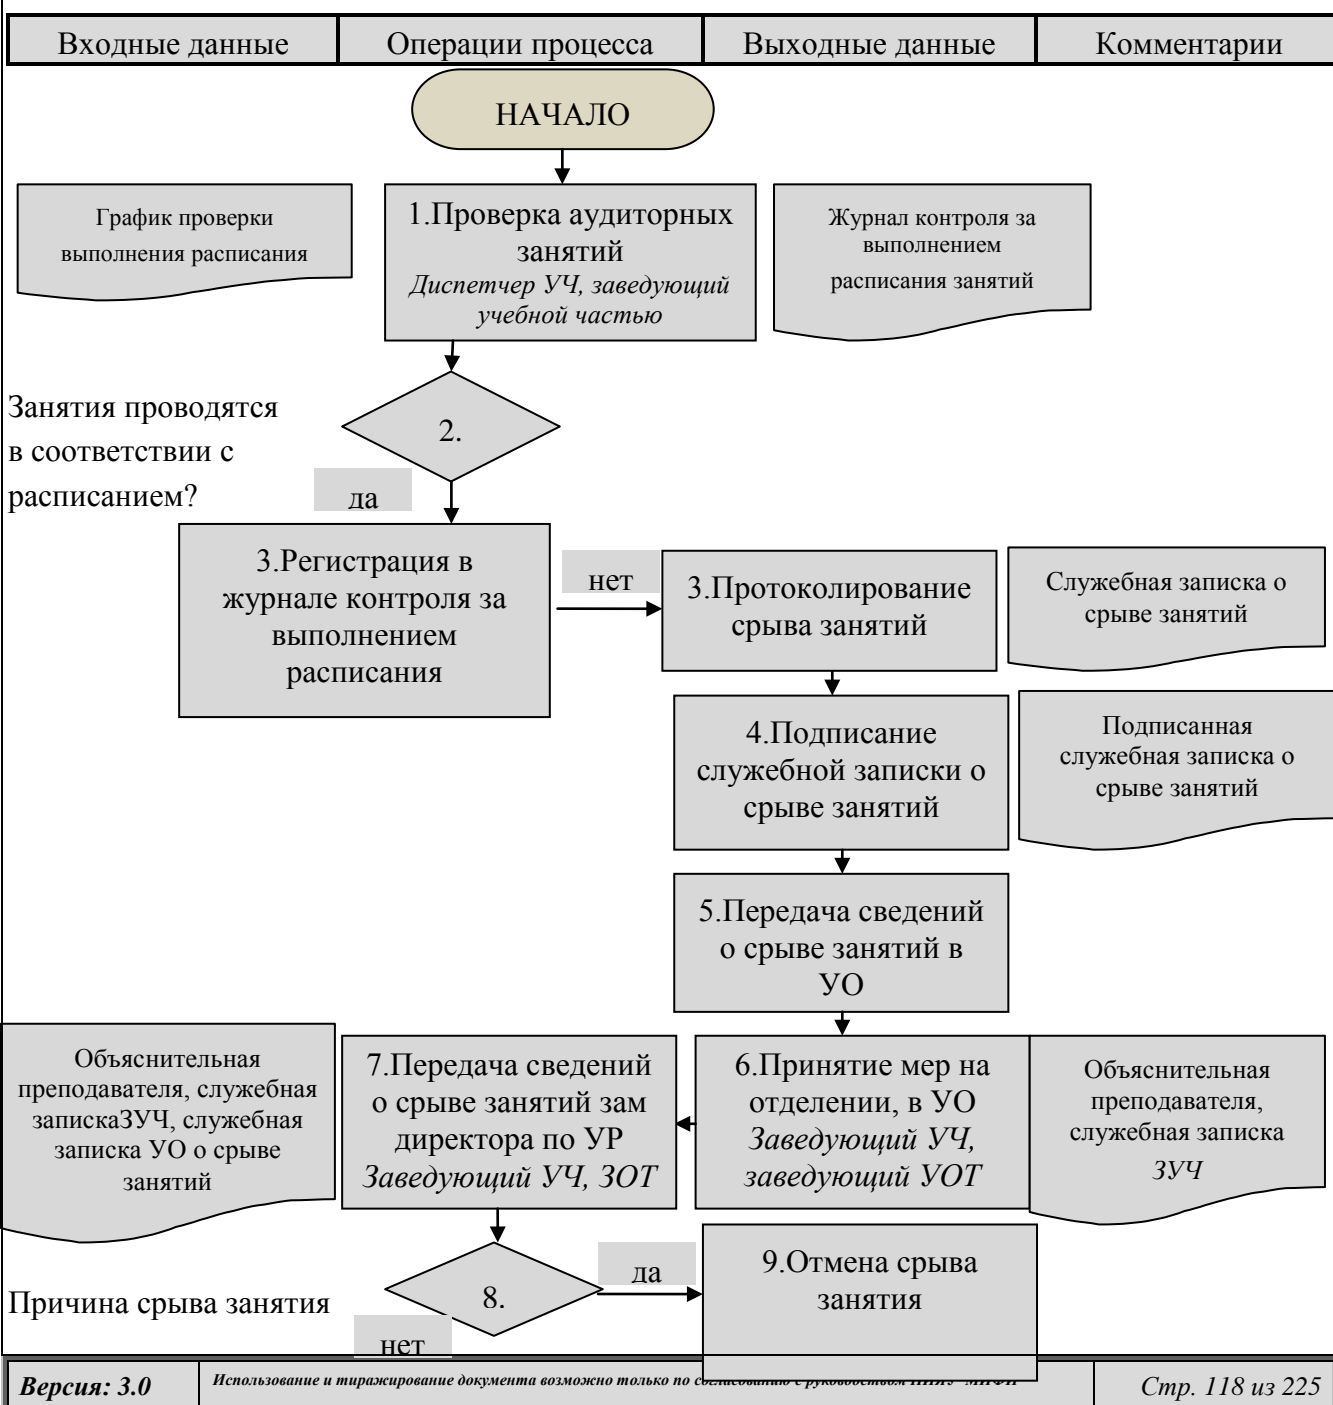 Входные данные
Операции процесса
Выходные данные
Комментарии
НАЧАЛО
График проверки
выполнения расписания
1.Проверка аудиторных
занятий
Диспетчер УЧ, заведующий
учебной частью
Журнал контроля за
выполнением
расписания занятий
Занятия проводятся
в соответствии с
расписанием?
2.
да
3.Регистрация в
журнале контроля за
выполнением
расписания
нет
3.Протоколирование
срыва занятий
Служебная записка о
срыве занятий
4.Подписание
служебной записки о
срыве занятий
Подписанная
служебная записка о
срыве занятий
5.Передача сведений
о срыве занятий в
УО
Объяснительная
преподавателя, служебная
запискаЗУЧ, служебная
записка УО о срыве
занятий
7.Передача сведений
о срыве занятий зам
директора по УР
Заведующий УЧ, ЗОТ
6.Принятие мер на
отделении, в УО
Заведующий УЧ,
заведующий УОТ
Объяснительная
преподавателя,
служебная записка
ЗУЧ
Причина срыва занятия
8.
да
нет
9.Отмена срыва
занятия
Версия: 3.0
Использование и тиражирование документа возможно только по
Стр. 118 из 225